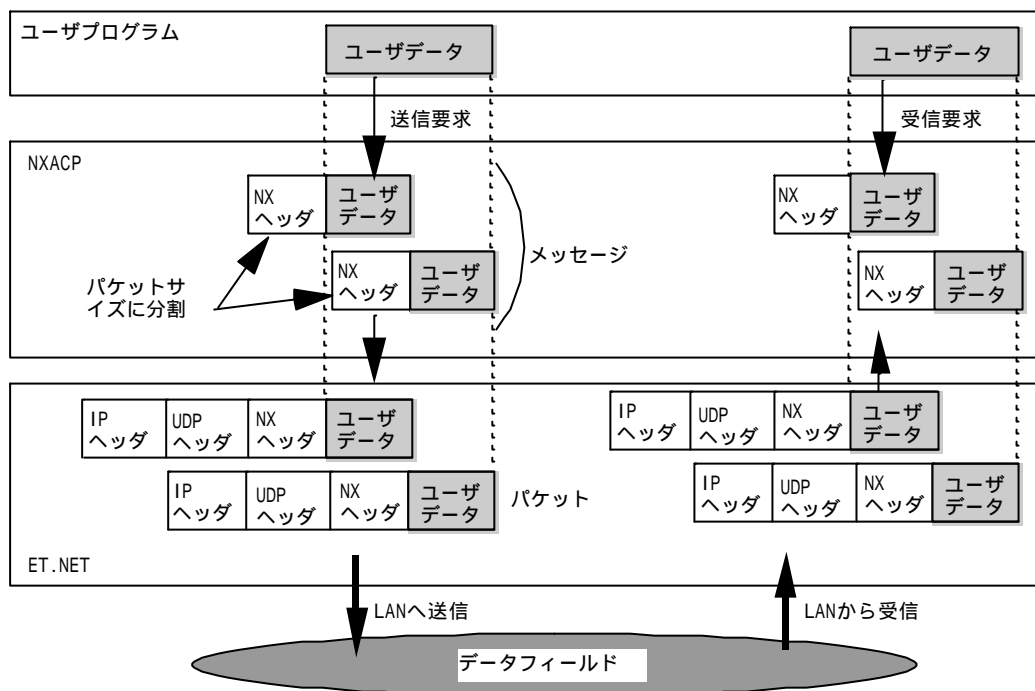 ユーザプログラム
ユーザデータ
ユーザデータ
送信要求
受信要求
NXACP
NX
ヘッダ
ユーザ
データ
NX
ヘッダ
ユーザ
データ
NX
ヘッダ
ユーザ
データ
NX
ヘッダ
ユーザ
データ
メッセージ
パケットサ
イズに分割
IP
ヘッダ
UDP
ヘッダ
NX
ヘッダ
ユーザ
データ
IP
ヘッダ
UDP
ヘッダ
NX
ヘッダ
ユーザ
データ
IP
ヘッダ
UDP
ヘッダ
NX
ヘッダ
ユーザ
データ
パケット
IP
ヘッダ
UDP
ヘッダ
NX
ヘッダ
ユーザ
データ
ET.NET
LANへ送信
LANから受信
データフィールド